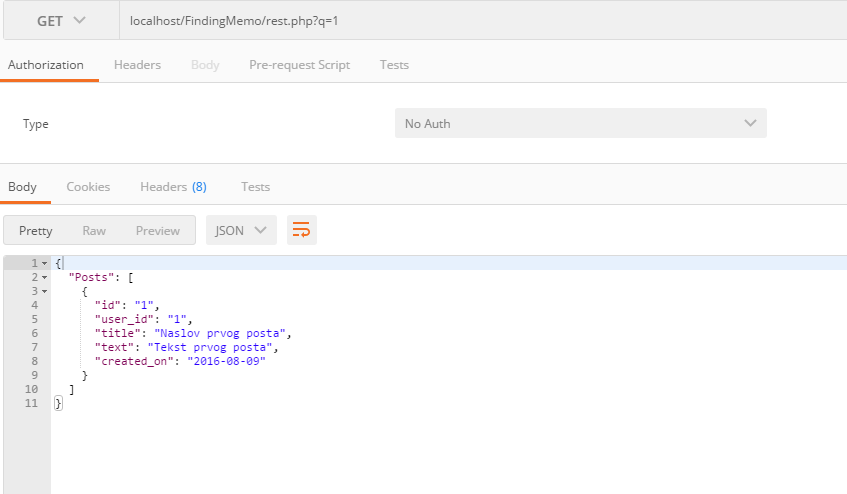 GET localhost/FindingMemo/rest.php?q=1
Authorization Headers Body Pre-request Script Tests
Type No Auth
Body Cookies Headers (8) Tests
Pretty Raw Preview JSON
1 {
2 "Posts": [
3 {
4 "id": "1",
5 "user_id": "1",
6 "title": "Naslov prvog posta",
7 "text": "Tekst prvog posta",
8 "created_on": "2016-08-09"
9 }
10 ]
11 }